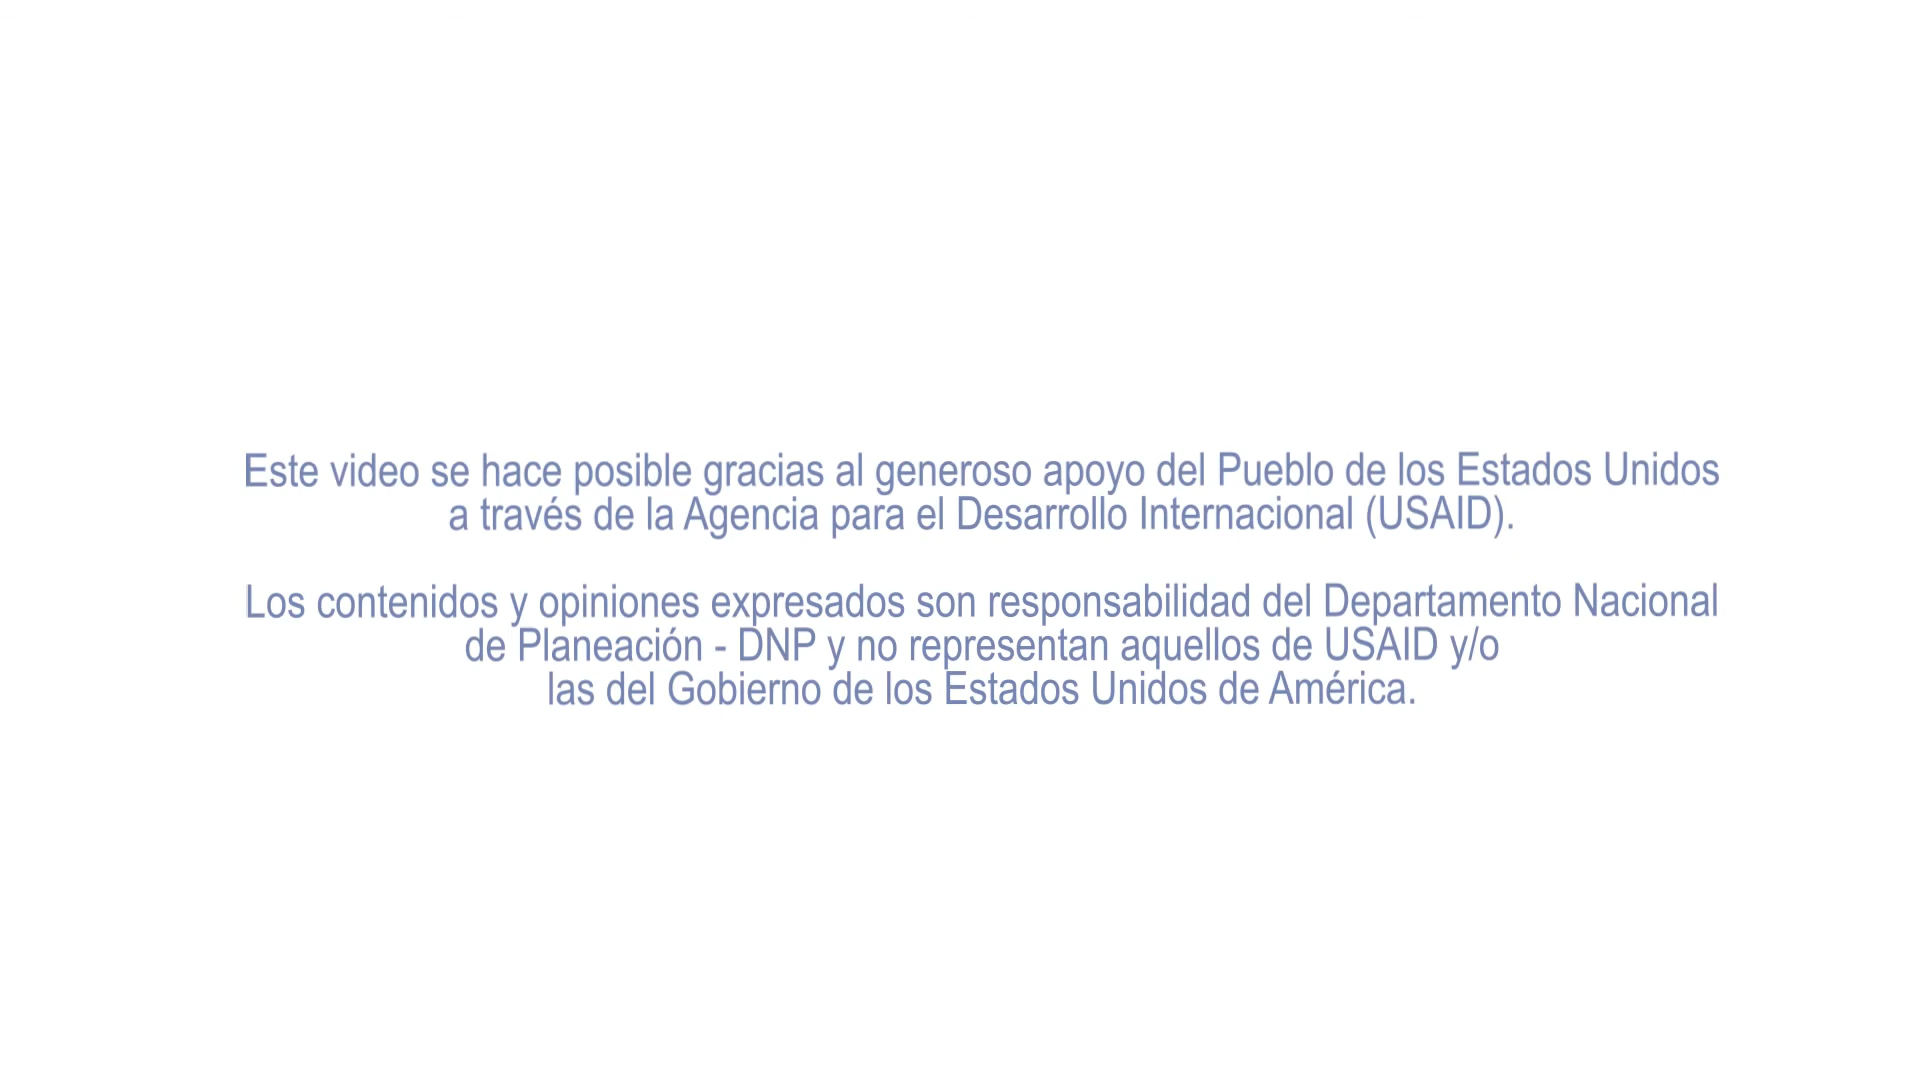 Este video se hace posible gracias al generoso apoyo del Pueblo de los Estados Unidos
a través de la Agencia para el Desarrollo Internacional (USAID).
Los contenidos y opiniones expresados son responsabilidad del Departamento Nacional
de Planeación - DNP y no representan aquellos de USAID y/o
las del Gobierno de los Estados Unidos de América.